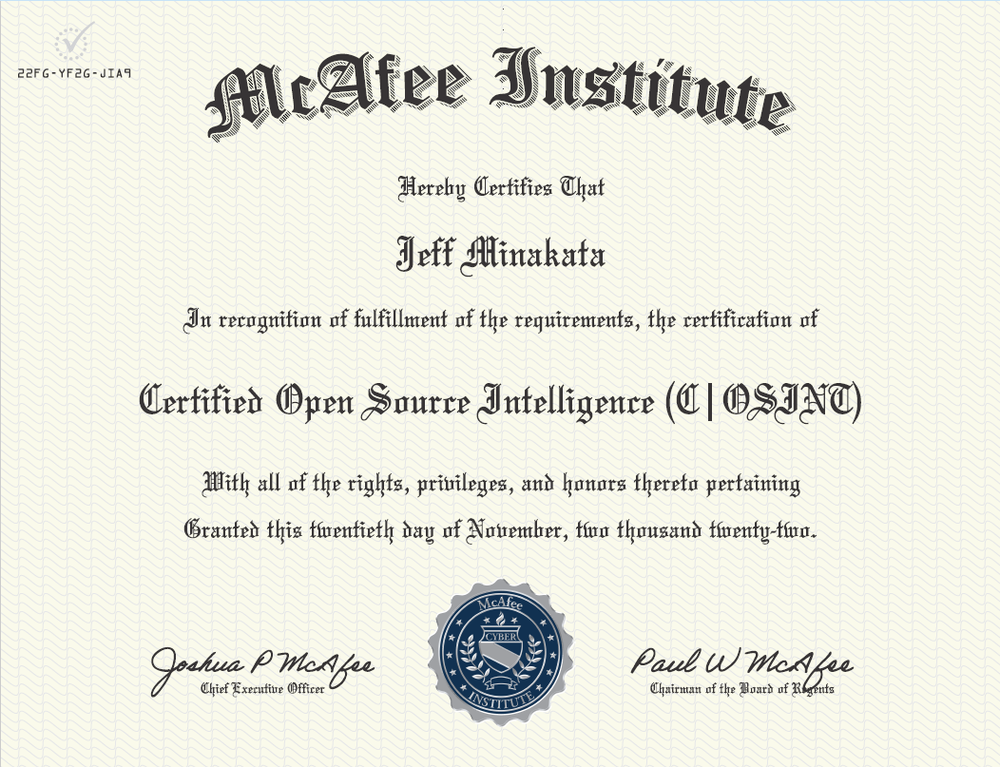 22FG-YF2G-JIA9
McAfee Institute
Hereby Certifies That
Jeff Minakata
In recognition of fulfillment of the requirements, the certification of
Certified Open Source Intelligence (C|OSINT)
With all of the rights, privileges, and honors thereto pertaining
Granted this twentieth day of November, two thousand twenty-two.
McAfee
CYBER
INSTITUTE
Joshua P McAfee
Chief Executive Officer
Paul W McAfee
Chairman of the Board of Regents